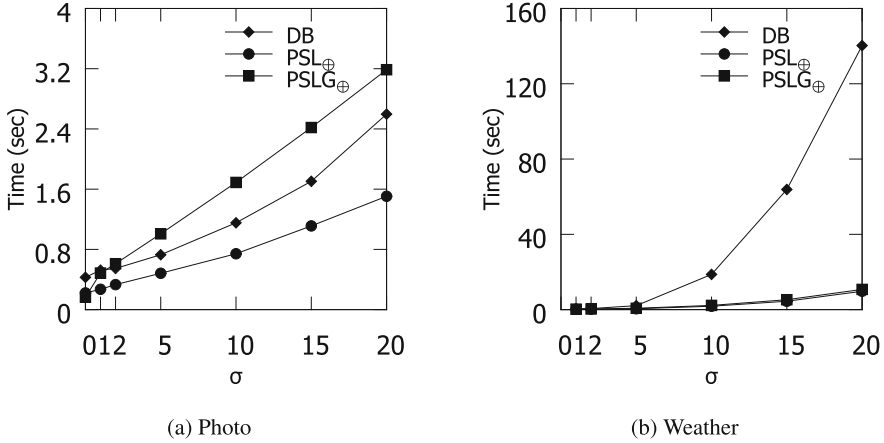 4
3.2
2.4
1.6
0.8
0
Time (sec)
DB
PSL⊕
PSLG⊕
0 1 2 5 10 15 20
σ
(a) Photo
160
120
80
40
0
Time (sec)
DB
PSL⊕
PSLG⊕
0 1 2 5 10 15 20
σ
(b) Weather